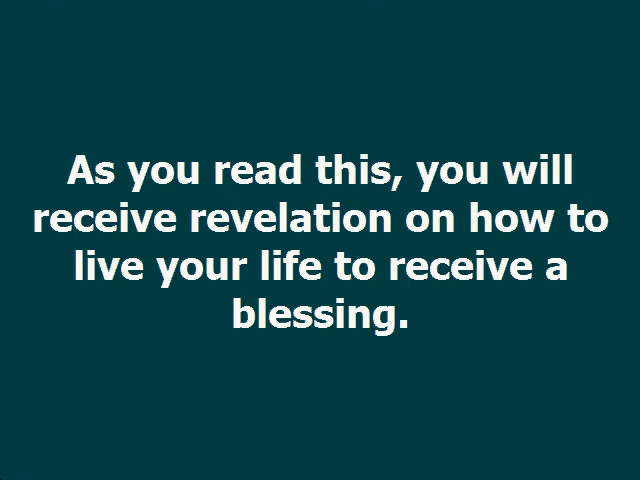 As you read this, you will
receive revelation on how to
live your life to receive a
blessing.